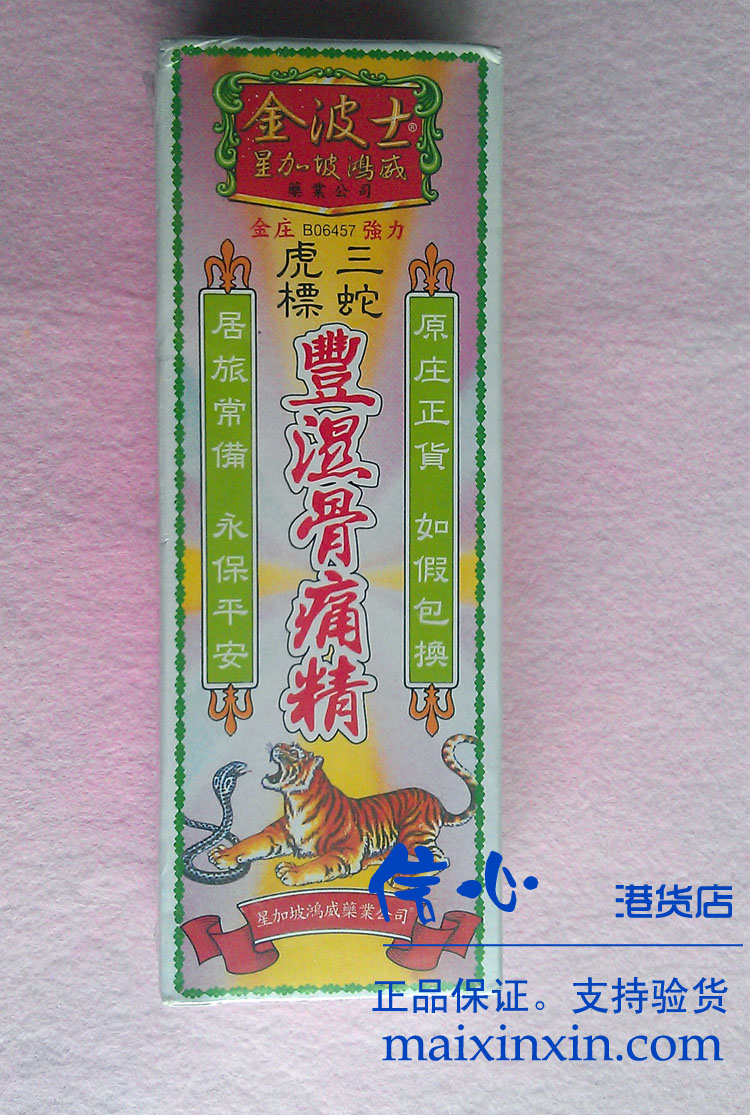 金波士®
星加坡鴻威
藥業公司
金庄 B06457 強力
三蛇
虎標
豐濕骨痛精
原庄正貨 如假包換
居旅常備 永保平安
星加坡鴻威藥業公司
信心 港货店
正品保证。支持验货
maixinxin.com